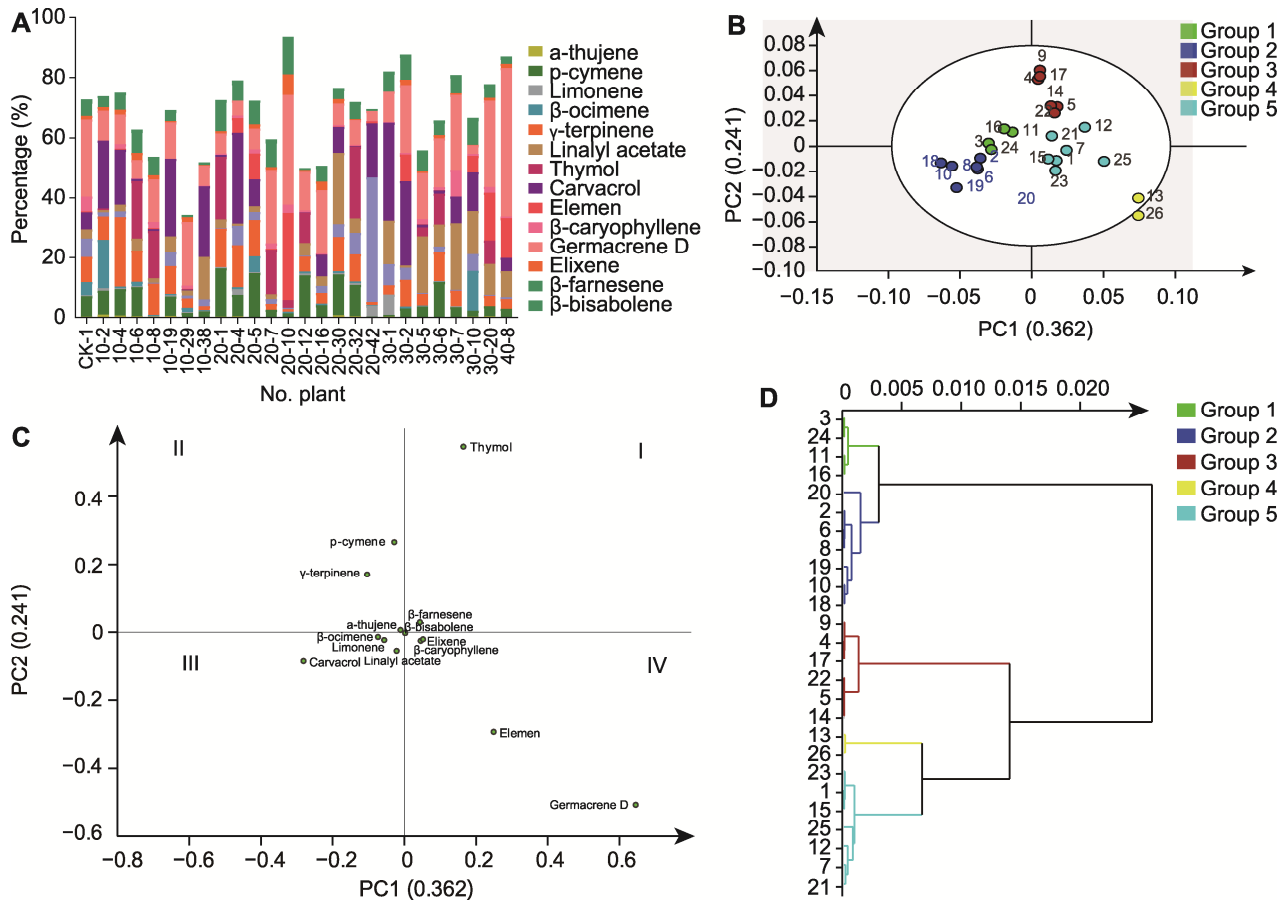 A
Percentage (%)
100
80
60
40
20
0
CK-1
10-2
10-4
10-6
10-8
10-19
10-29
10-38
20-1
20-4
20-5
20-7
20-10
20-12
20-16
20-30
20-32
20-42
30-1
30-2
30-5
30-6
30-7
30-10
30-20
40-8
No. plant
a-thujene
p-cymene
Limonene
β-ocimene
γ-terpinene
Linalyl acetate
Thymol
Carvacrol
Elemen
β-caryophyllene
Germacrene D
Elixene
β-farnesene
β-bisabolene
B
PC2 (0.241)
0.08
0.06
0.04
0.02
0
−0.02
−0.04
−0.06
−0.08
−0.10
−0.15
−0.10
−0.05
0
0.05
0.10
PC1 (0.362)
9
4
17
14
22
5
16
11
3
24
21
12
7
15
1
25
23
2
18
8
10
6
19
20
13
26
Group 1
Group 2
Group 3
Group 4
Group 5
C
PC2 (0.241)
0.4
0.2
0
−0.2
−0.4
−0.6
−0.8
−0.6
−0.4
−0.2
0
0.2
0.4
0.6
PC1 (0.362)
II
I
III
IV
Thymol
p-cymene
γ-terpinene
β-farnesene
a-thujene
β-bisabolene
β-ocimene
Elixene
Limonene
β-caryophyllene
Carvacrol
Linalyl acetate
Elemen
Germacrene D
D
0
0.005
0.010
0.015
0.020
3
24
11
16
20
2
6
8
19
10
18
9
4
17
22
5
14
13
26
23
1
15
25
12
7
21
Group 1
Group 2
Group 3
Group 4
Group 5